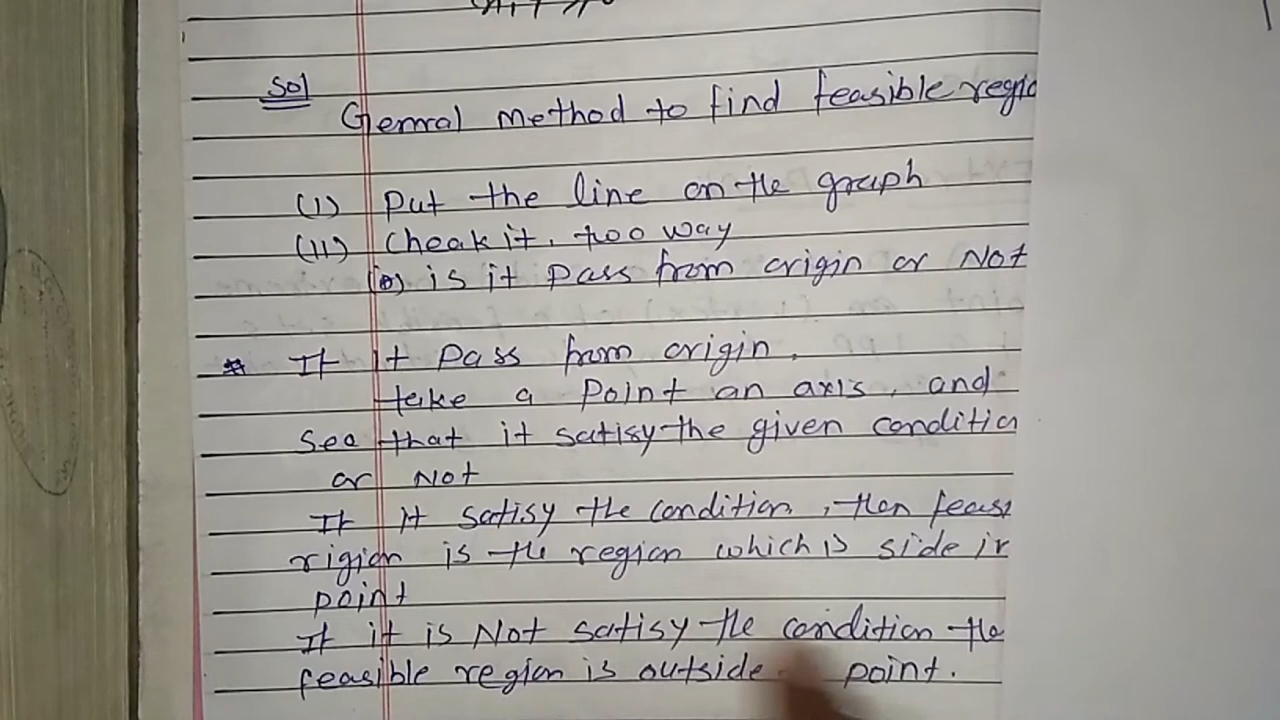 Sol
Genral Method to find feasible regio
(I) Put the line on the graph
(II) Cheak it, too way
(a) is it Pass from origin or Not
* If it Pass from origin,
take a Point an axis, and
See that it satisy the given conditio
or Not
If it satisy the condition, then feas
rigion is the region which is side in
point
If it is Not satisy the condition the
feasible region is outside point.